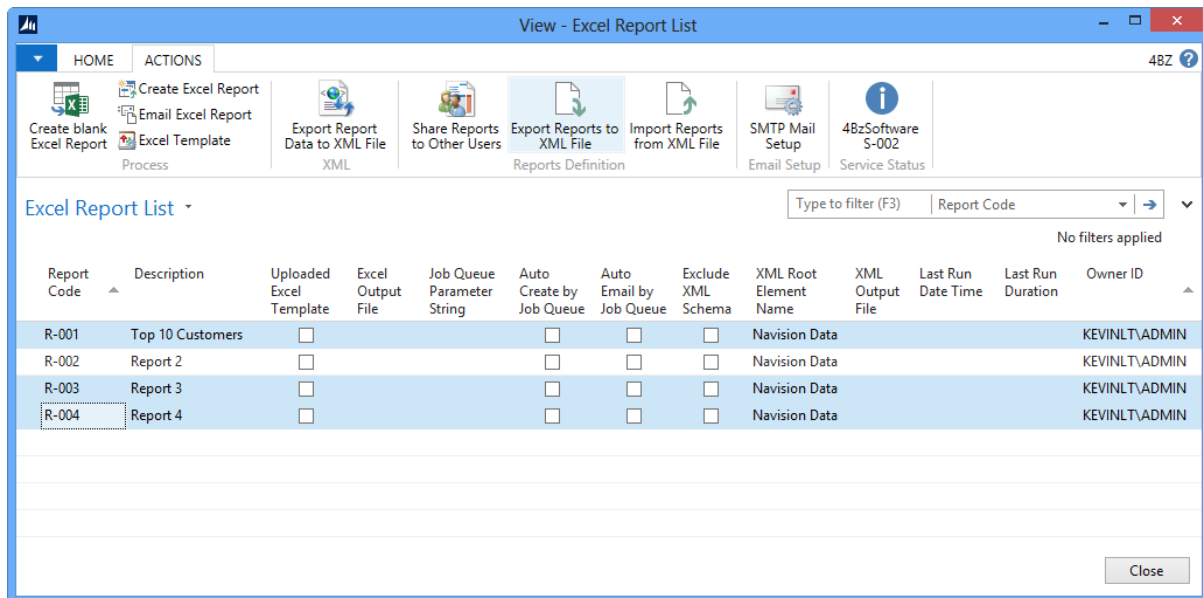 View - Excel Report List
HOME ACTIONS 4BZ ?
Create blank Excel Report
Create Excel Report
Email Excel Report
Excel Template
Process
Export Report
Data to XML File
XML
Share Reports
to Other Users
Export Reports to
XML File
Import Reports
from XML File
Reports Definition
SMTP Mail
Setup
Email Setup
4BzSoftware
S-002
Service Status
Excel Report List
Type to filter (F3) Report Code
No filters applied
Report Code Description Uploaded Excel Template Excel Output File Job Queue Parameter String Auto Create by Job Queue Auto Email by Job Queue Exclude XML Schema XML Root Element Name XML Output File Last Run Date Time Last Run Duration Owner ID
R-001 Top 10 Customers Navision Data KEVINLT\ADMIN
R-002 Report 2 Navision Data KEVINLT\ADMIN
R-003 Report 3 Navision Data KEVINLT\ADMIN
R-004 Report 4 Navision Data KEVINLT\ADMIN
Close